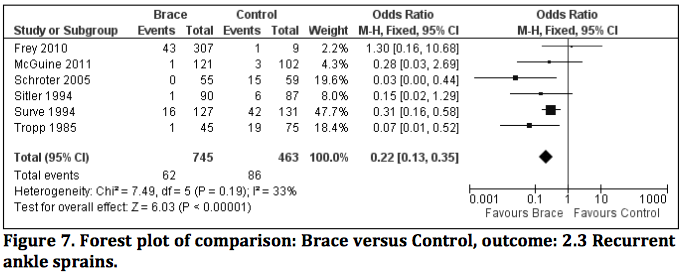 Brace Control Odds Ratio Odds Ratio
Study or Subgroup Events Total Events Total Weight M-H, Fixed, 95% CI M-H, Fixed, 95% CI
Frey 2010 43 307 1 9 2.2% 1.30 [0.16, 10.68]
McGuine 2011 1 121 3 102 4.3% 0.28 [0.03, 2.69]
Schroter 2005 0 55 15 59 19.6% 0.03 [0.00, 0.44]
Sitler 1994 1 90 6 87 8.0% 0.15 [0.02, 1.29]
Surve 1994 16 127 42 131 47.7% 0.31 [0.16, 0.58]
Tropp 1985 1 45 19 75 18.4% 0.07 [0.01, 0.52]
Total (95% CI) 745 463 100.0% 0.22 [0.13, 0.35]
Total events 62 86
Heterogeneity: Chi² = 7.49, df = 5 (P = 0.19); I² = 33%
Test for overall effect: Z = 6.03 (P < 0.00001)
0.001 0.1 1 10 1000
Favours Brace Favours Control
Figure 7. Forest plot of comparison: Brace versus Control, outcome: 2.3 Recurrent
ankle sprains.